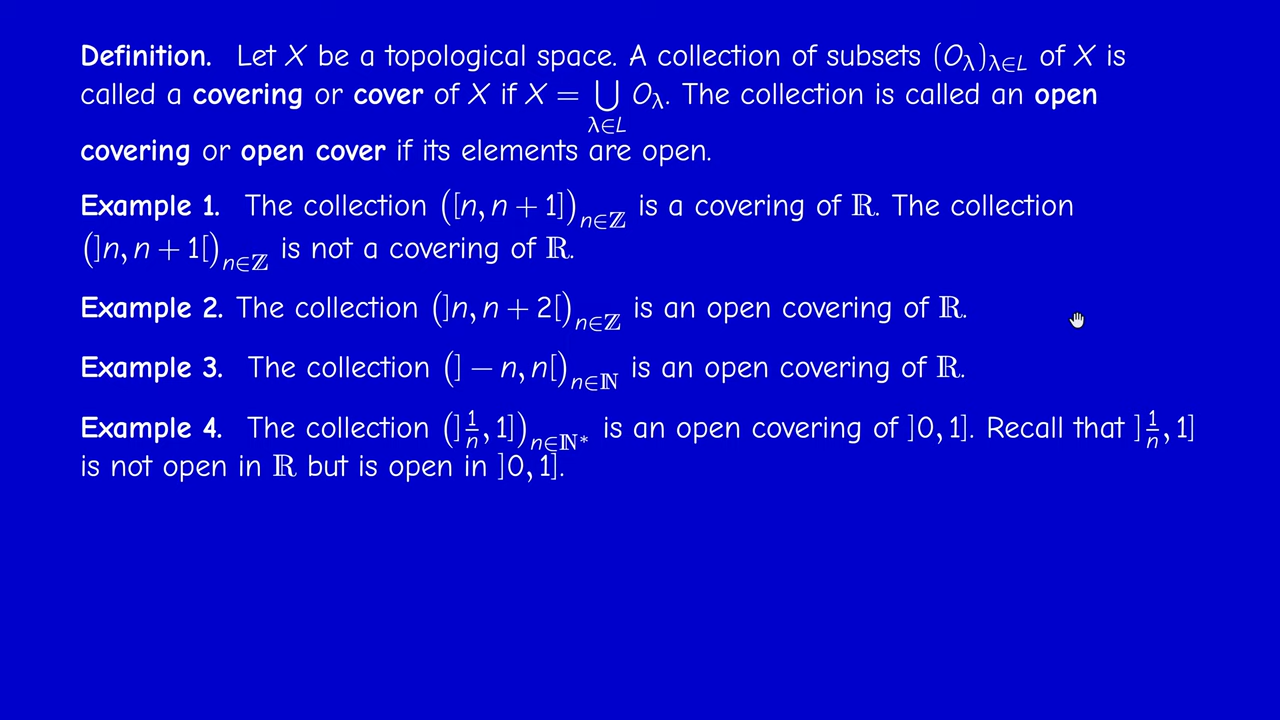 Definition. Let X be a topological space. A collection of subsets (O_λ)_{λ∈L} of X is
called a covering or cover of X if X = ⋃_{λ∈L} O_λ. The collection is called an open
covering or open cover if its elements are open.
Example 1. The collection ([n, n + 1])_{n∈ℤ} is a covering of ℝ. The collection
(]n, n + 1[)_{n∈ℤ} is not a covering of ℝ.
Example 2. The collection (]n, n + 2[)_{n∈ℤ} is an open covering of ℝ.
Example 3. The collection (] − n, n[)_{n∈ℕ} is an open covering of ℝ.
Example 4. The collection (]1/n, 1])_{n∈ℕ*} is an open covering of ]0, 1]. Recall that ]1/n, 1]
is not open in ℝ but is open in ]0, 1].